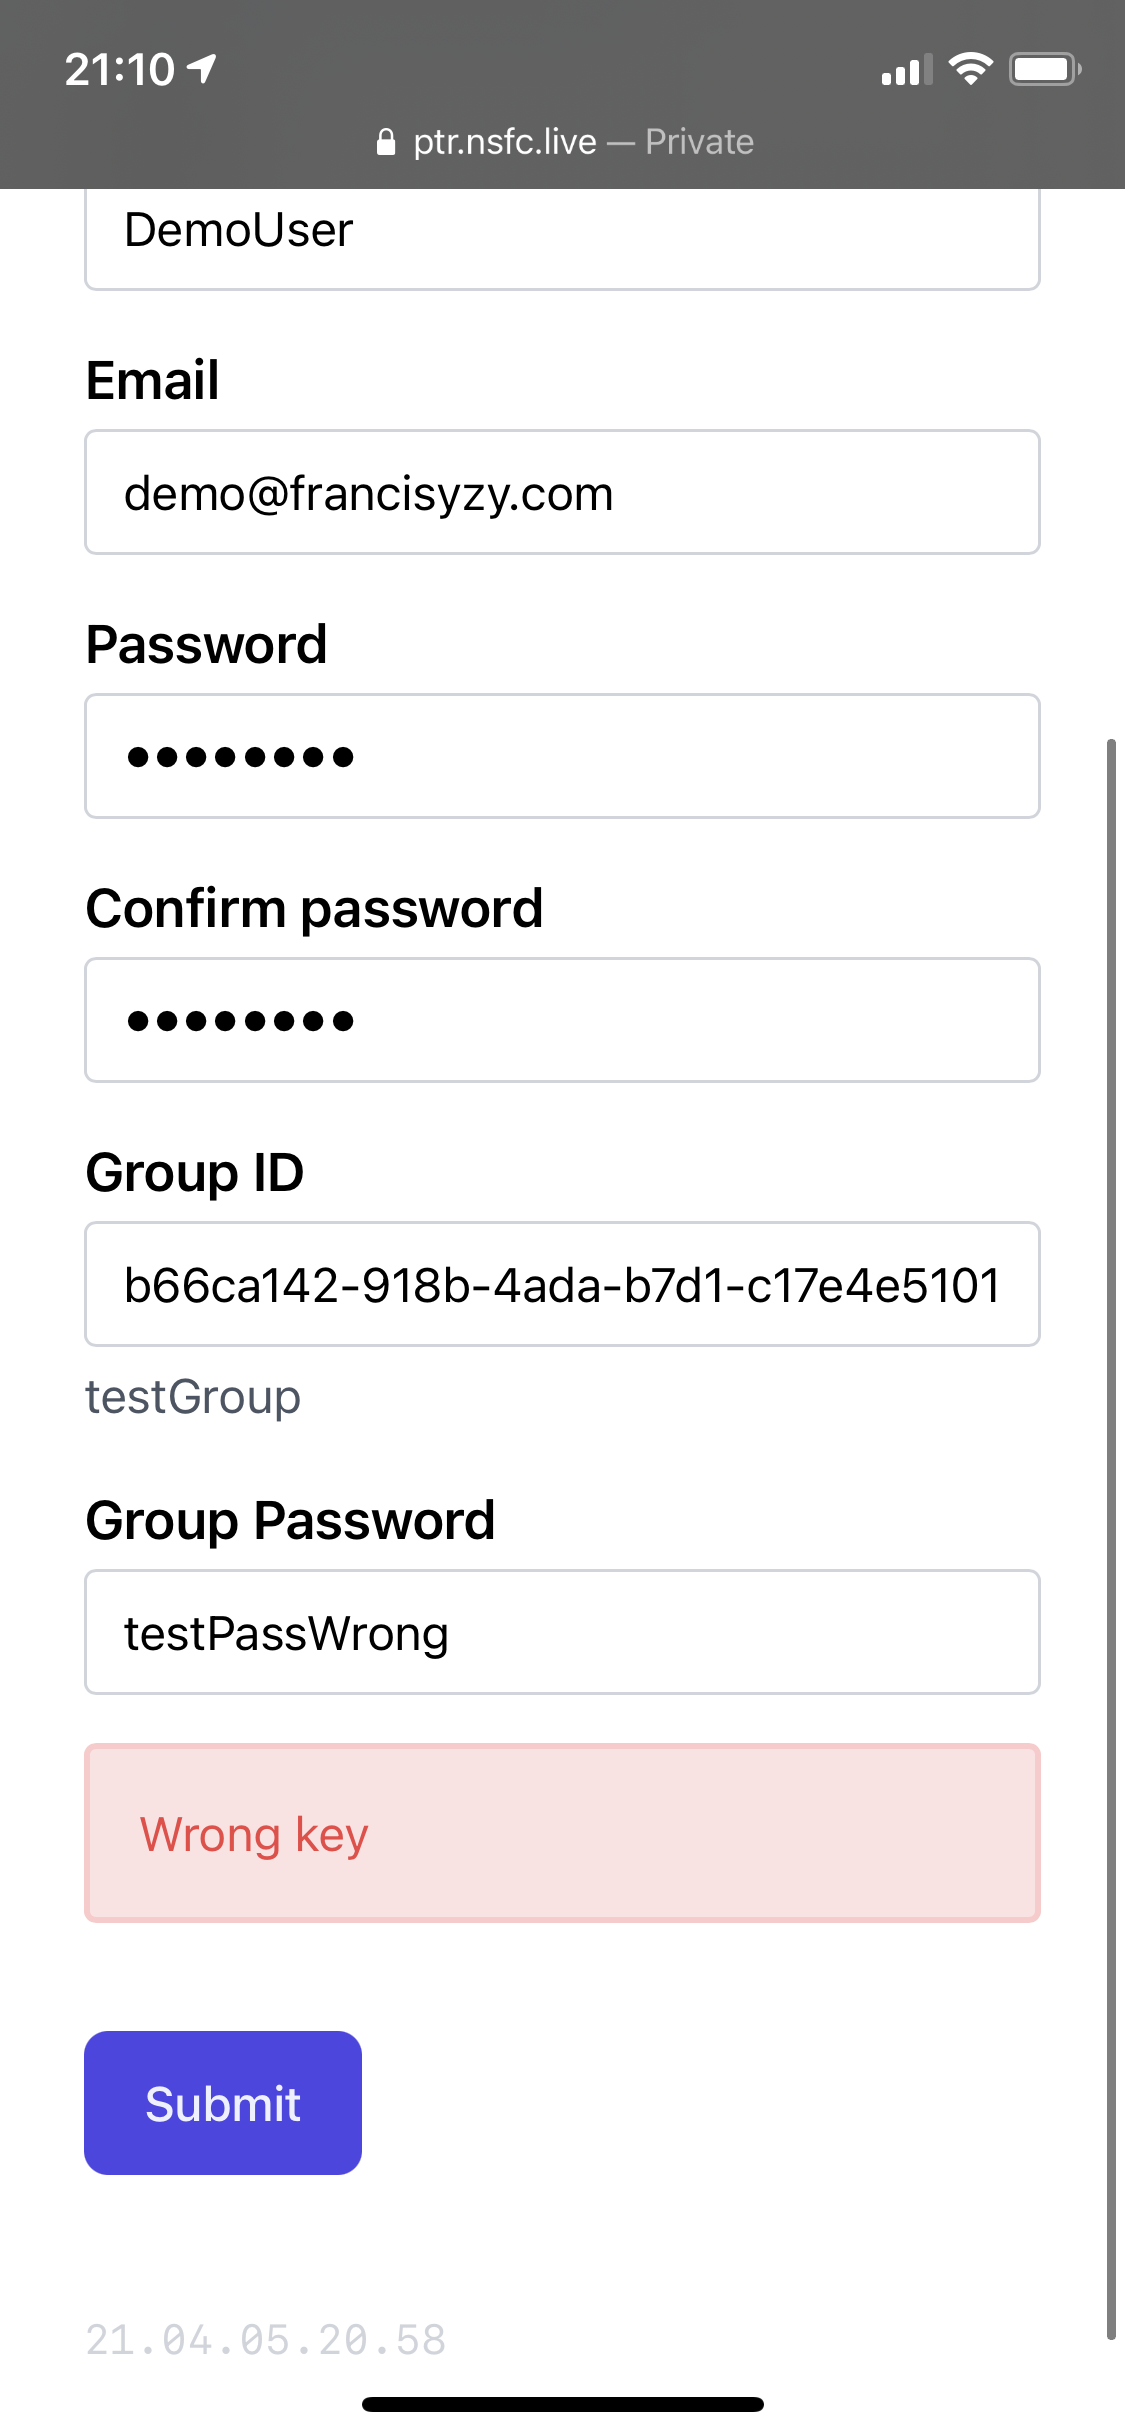 21:10
ptr.nsfc.live — Private
DemoUser
Email
demo@francisyzy.com
Password
••••••••
Confirm password
••••••••
Group ID
b66ca142-918b-4ada-b7d1-c17e4e5101
testGroup
Group Password
testPassWrong
Wrong key
Submit
21.04.05.20.58